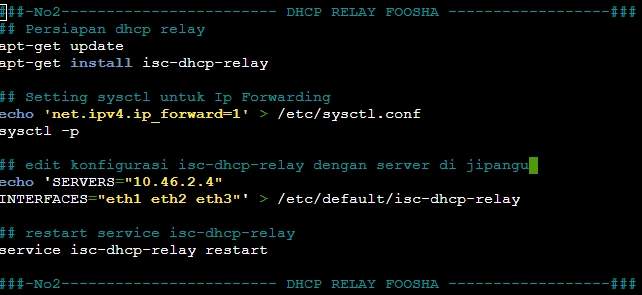 ###-No2------------------------ DHCP RELAY FOOSHA -----------------###
## Persiapan dhcp relay
apt-get update
apt-get install isc-dhcp-relay
## Setting sysctl untuk Ip Forwarding
echo 'net.ipv4.ip_forward=1' > /etc/sysctl.conf
sysctl -p
## edit konfigurasi isc-dhcp-relay dengan server di jipangu
echo 'SERVERS="10.46.2.4"
INTERFACES="eth1 eth2 eth3"' > /etc/default/isc-dhcp-relay
## restart service isc-dhcp-relay
service isc-dhcp-relay restart
###-No2------------------------ DHCP RELAY FOOSHA -----------------###